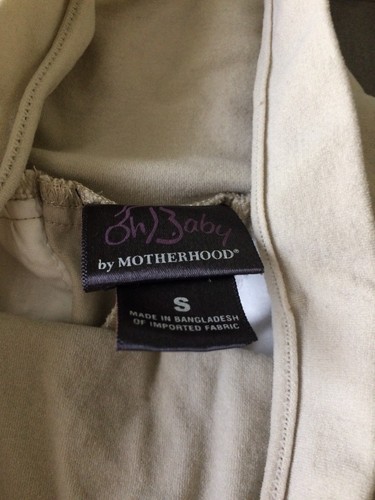 Oh Baby
by MOTHERHOOD®
S
MADE IN BANGLADESH
OF IMPORTED FABRIC